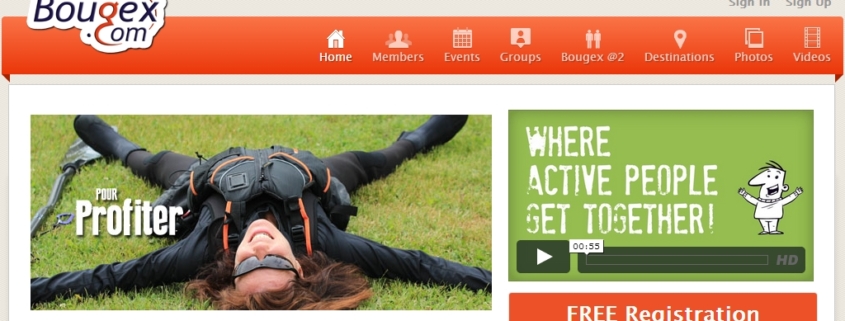 Sign In Sign Up
Bougex
.com
Home Members Events Groups Bougex @2 Destinations Photos Videos
POUR
Profiter
WHERE
ACTIVE PEOPLE
GET TOGETHER!
00:55
HD
FREE Registration